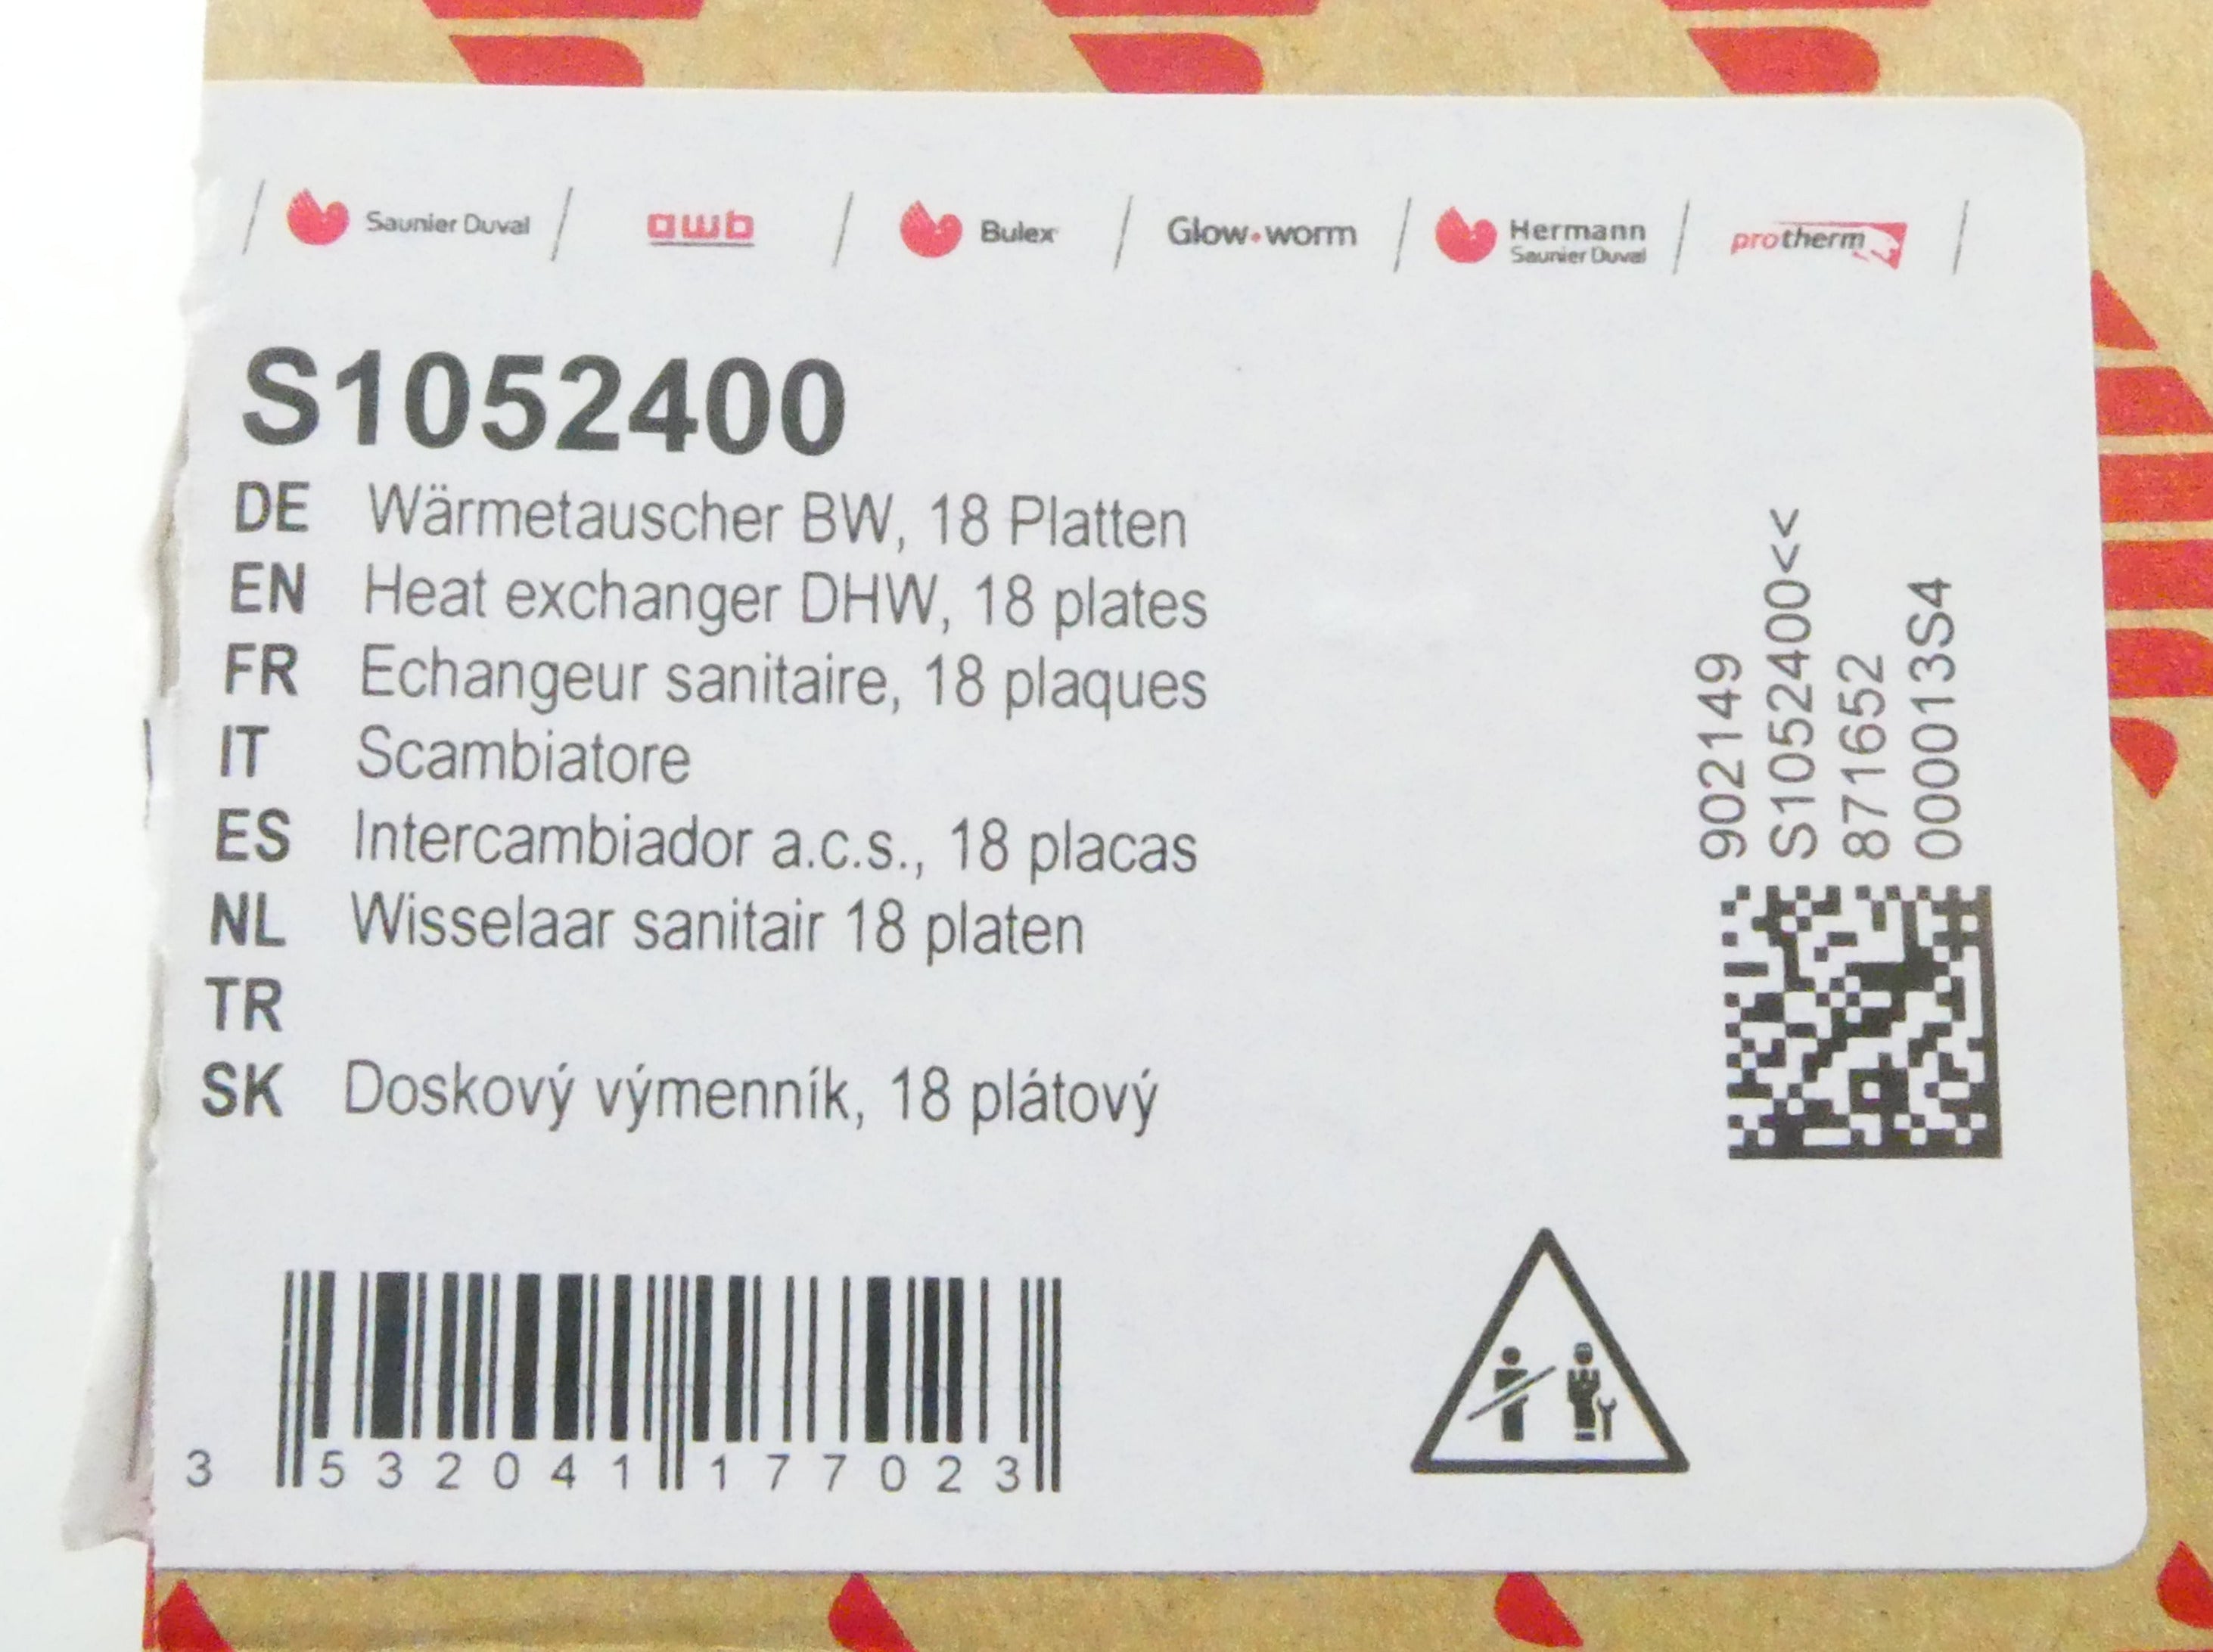 Saunier Duval awb Bulex Glow-worm Hermann Saunier Duval protherm
S1052400
DE Wärmetauscher BW, 18 Platten
EN Heat exchanger DHW, 18 plates
FR Echangeur sanitaire, 18 plaques
IT Scambiatore
ES Intercambiador a.c.s., 18 placas
NL Wisselaar sanitair 18 platen
TR
SK Doskový výmenník, 18 plátový
902149
S1052400<<
871652
000013S4
3 532041 177023